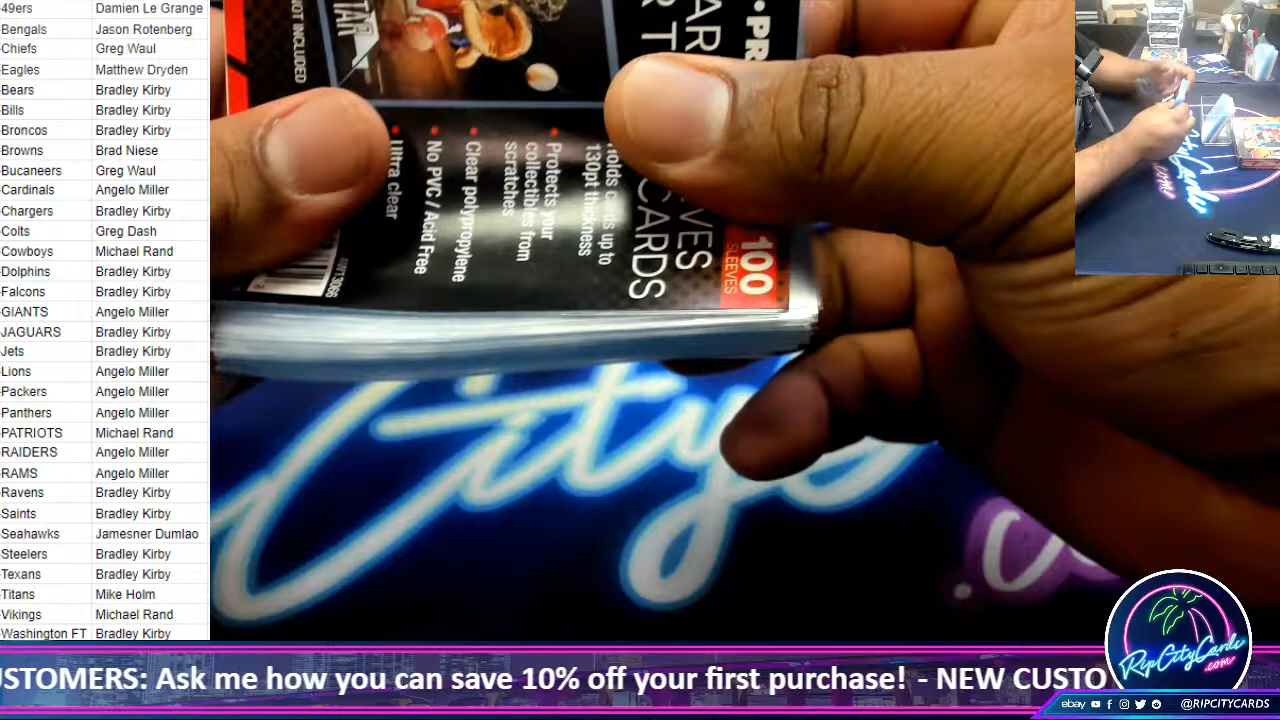 49ers Damien Le Grange
-Bengals Jason Rotenberg
-Chiefs Greg Waul
-Eagles Matthew Dryden
-Bears Bradley Kirby
-Bills Bradley Kirby
-Broncos Bradley Kirby
-Browns Brad Niese
-Bucaneers Greg Waul
-Cardinals Angelo Miller
-Chargers Bradley Kirby
-Colts Greg Dash
-Cowboys Michael Rand
-Dolphins Bradley Kirby
-Falcons Bradley Kirby
-GIANTS Angelo Miller
-JAGUARS Bradley Kirby
-Jets Bradley Kirby
-Lions Angelo Miller
-Packers Angelo Miller
-Panthers Angelo Miller
-PATRIOTS Michael Rand
-RAIDERS Angelo Miller
-RAMS Angelo Miller
-Ravens Bradley Kirby
-Saints Bradley Kirby
-Seahawks Jamesner Dumlao
-Steelers Bradley Kirby
-Texans Bradley Kirby
-Titans Mike Holm
-Vikings Michael Rand
-Washington FT Bradley Kirby
100
SLEEVES
CARDS
up to
130pt thickness
Protects your
collectibles from
scratches
Clear polypropylene
No PVC / Acid Free
Ultra clear
NOT INCLUDED
City
USTOMERS: Ask me how you can save 10% off your first purchase! - NEW CUSTO
RipCityCards
.com
ebay @RIPCITYCARDS